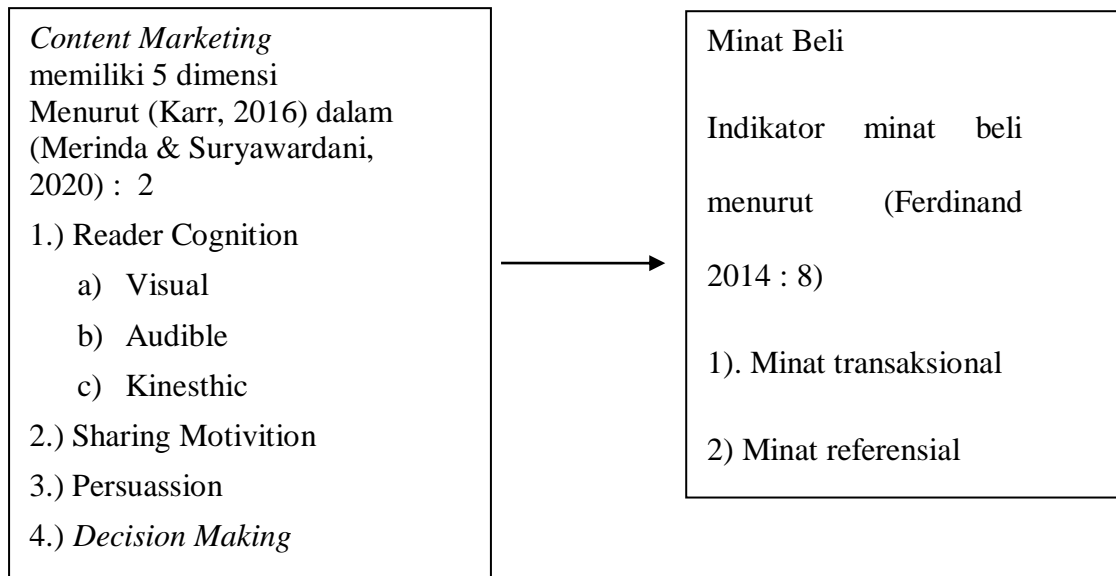 Content Marketing
memiliki 5 dimensi
Menurut (Karr, 2016) dalam
(Merinda & Suryawardani,
2020) : 2
1.) Reader Cognition
a) Visual
b) Audible
c) Kinesthic
2.) Sharing Motivition
3.) Persuassion
4.) Decision Making
Minat Beli
Indikator minat beli
menurut (Ferdinand
2014 : 8)
1). Minat transaksional
2) Minat referensial